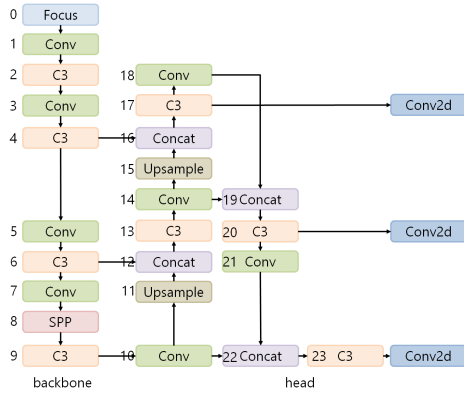 0 Focus
1 Conv
2 C3
3 Conv
4 C3
5 Conv
6 C3
7 Conv
8 SPP
9 C3
backbone
18 Conv
17 C3
16 Concat
15 Upsample
14 Conv
13 C3
12 Concat
11 Upsample
10 Conv
19 Concat
20 C3
21 Conv
22 Concat
23 C3
Conv2d
Conv2d
Conv2d
head